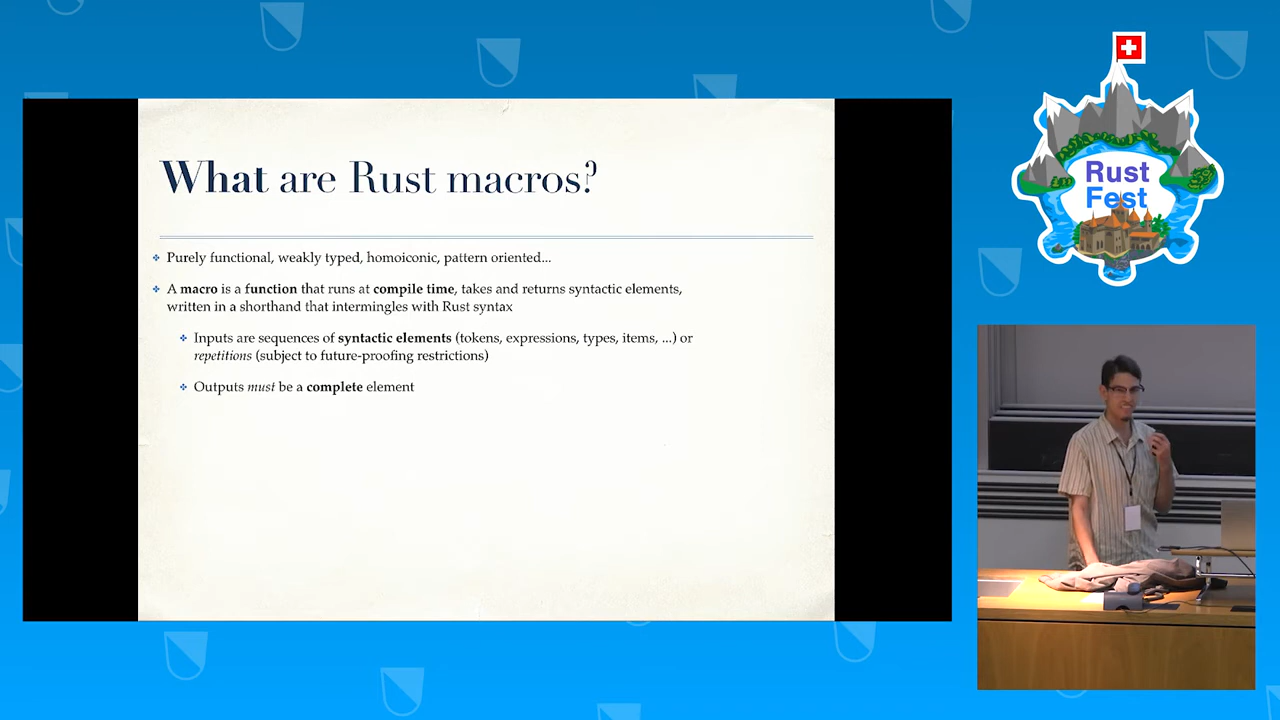 What are Rust macros?
Purely functional, weakly typed, homoiconic, pattern oriented...
A macro is a function that runs at compile time, takes and returns syntactic elements,
written in a shorthand that intermingles with Rust syntax
Inputs are sequences of syntactic elements (tokens, expressions, types, items, ...) or
repetitions (subject to future-proofing restrictions)
Outputs must be a complete element
Rust
Fest